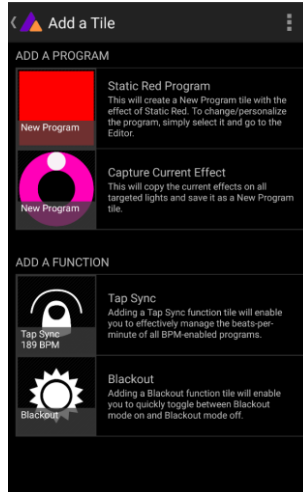 Add a Tile
ADD A PROGRAM
New Program
Static Red Program
This will create a New Program tile with the
effect of Static Red. To change/personalize
the program, simply select it and go to the
Editor.
New Program
Capture Current Effect
This will copy the current effects on all
targeted lights and save it as a New Program
tile.
ADD A FUNCTION
Tap Sync
189 BPM
Tap Sync
Adding a Tap Sync function tile will enable
you to effectively manage the beats-per-
minute of all BPM-enabled programs.
Blackout
Blackout
Adding a Blackout function tile will enable
you to quickly toggle between Blackout
mode on and Blackout mode off.